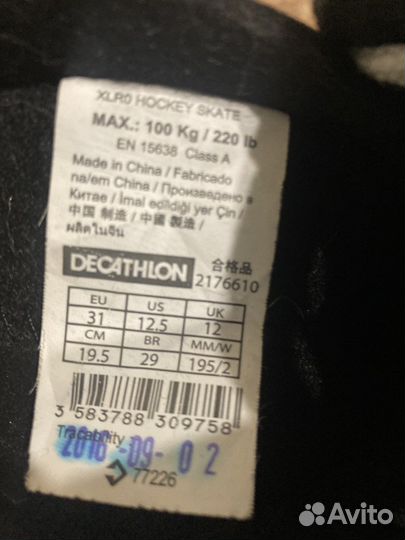 XLR0 HOCKEY SKATE
MAX.: 100 Kg / 220 lb
EN 15638 Class A
Made in China / Fabricado
na/em China / Произведено в
Китае / İmal edildiği yer Çin /
中国 制造 / 中國 製造 /
ผลิตในจีน
DECATHLON 合格品
2176610
EU US UK
31 12.5 12
CM BR MM/W
19.5 29 195/2
3 583788 309758
Tracability
2016-09-02
77226
Avito